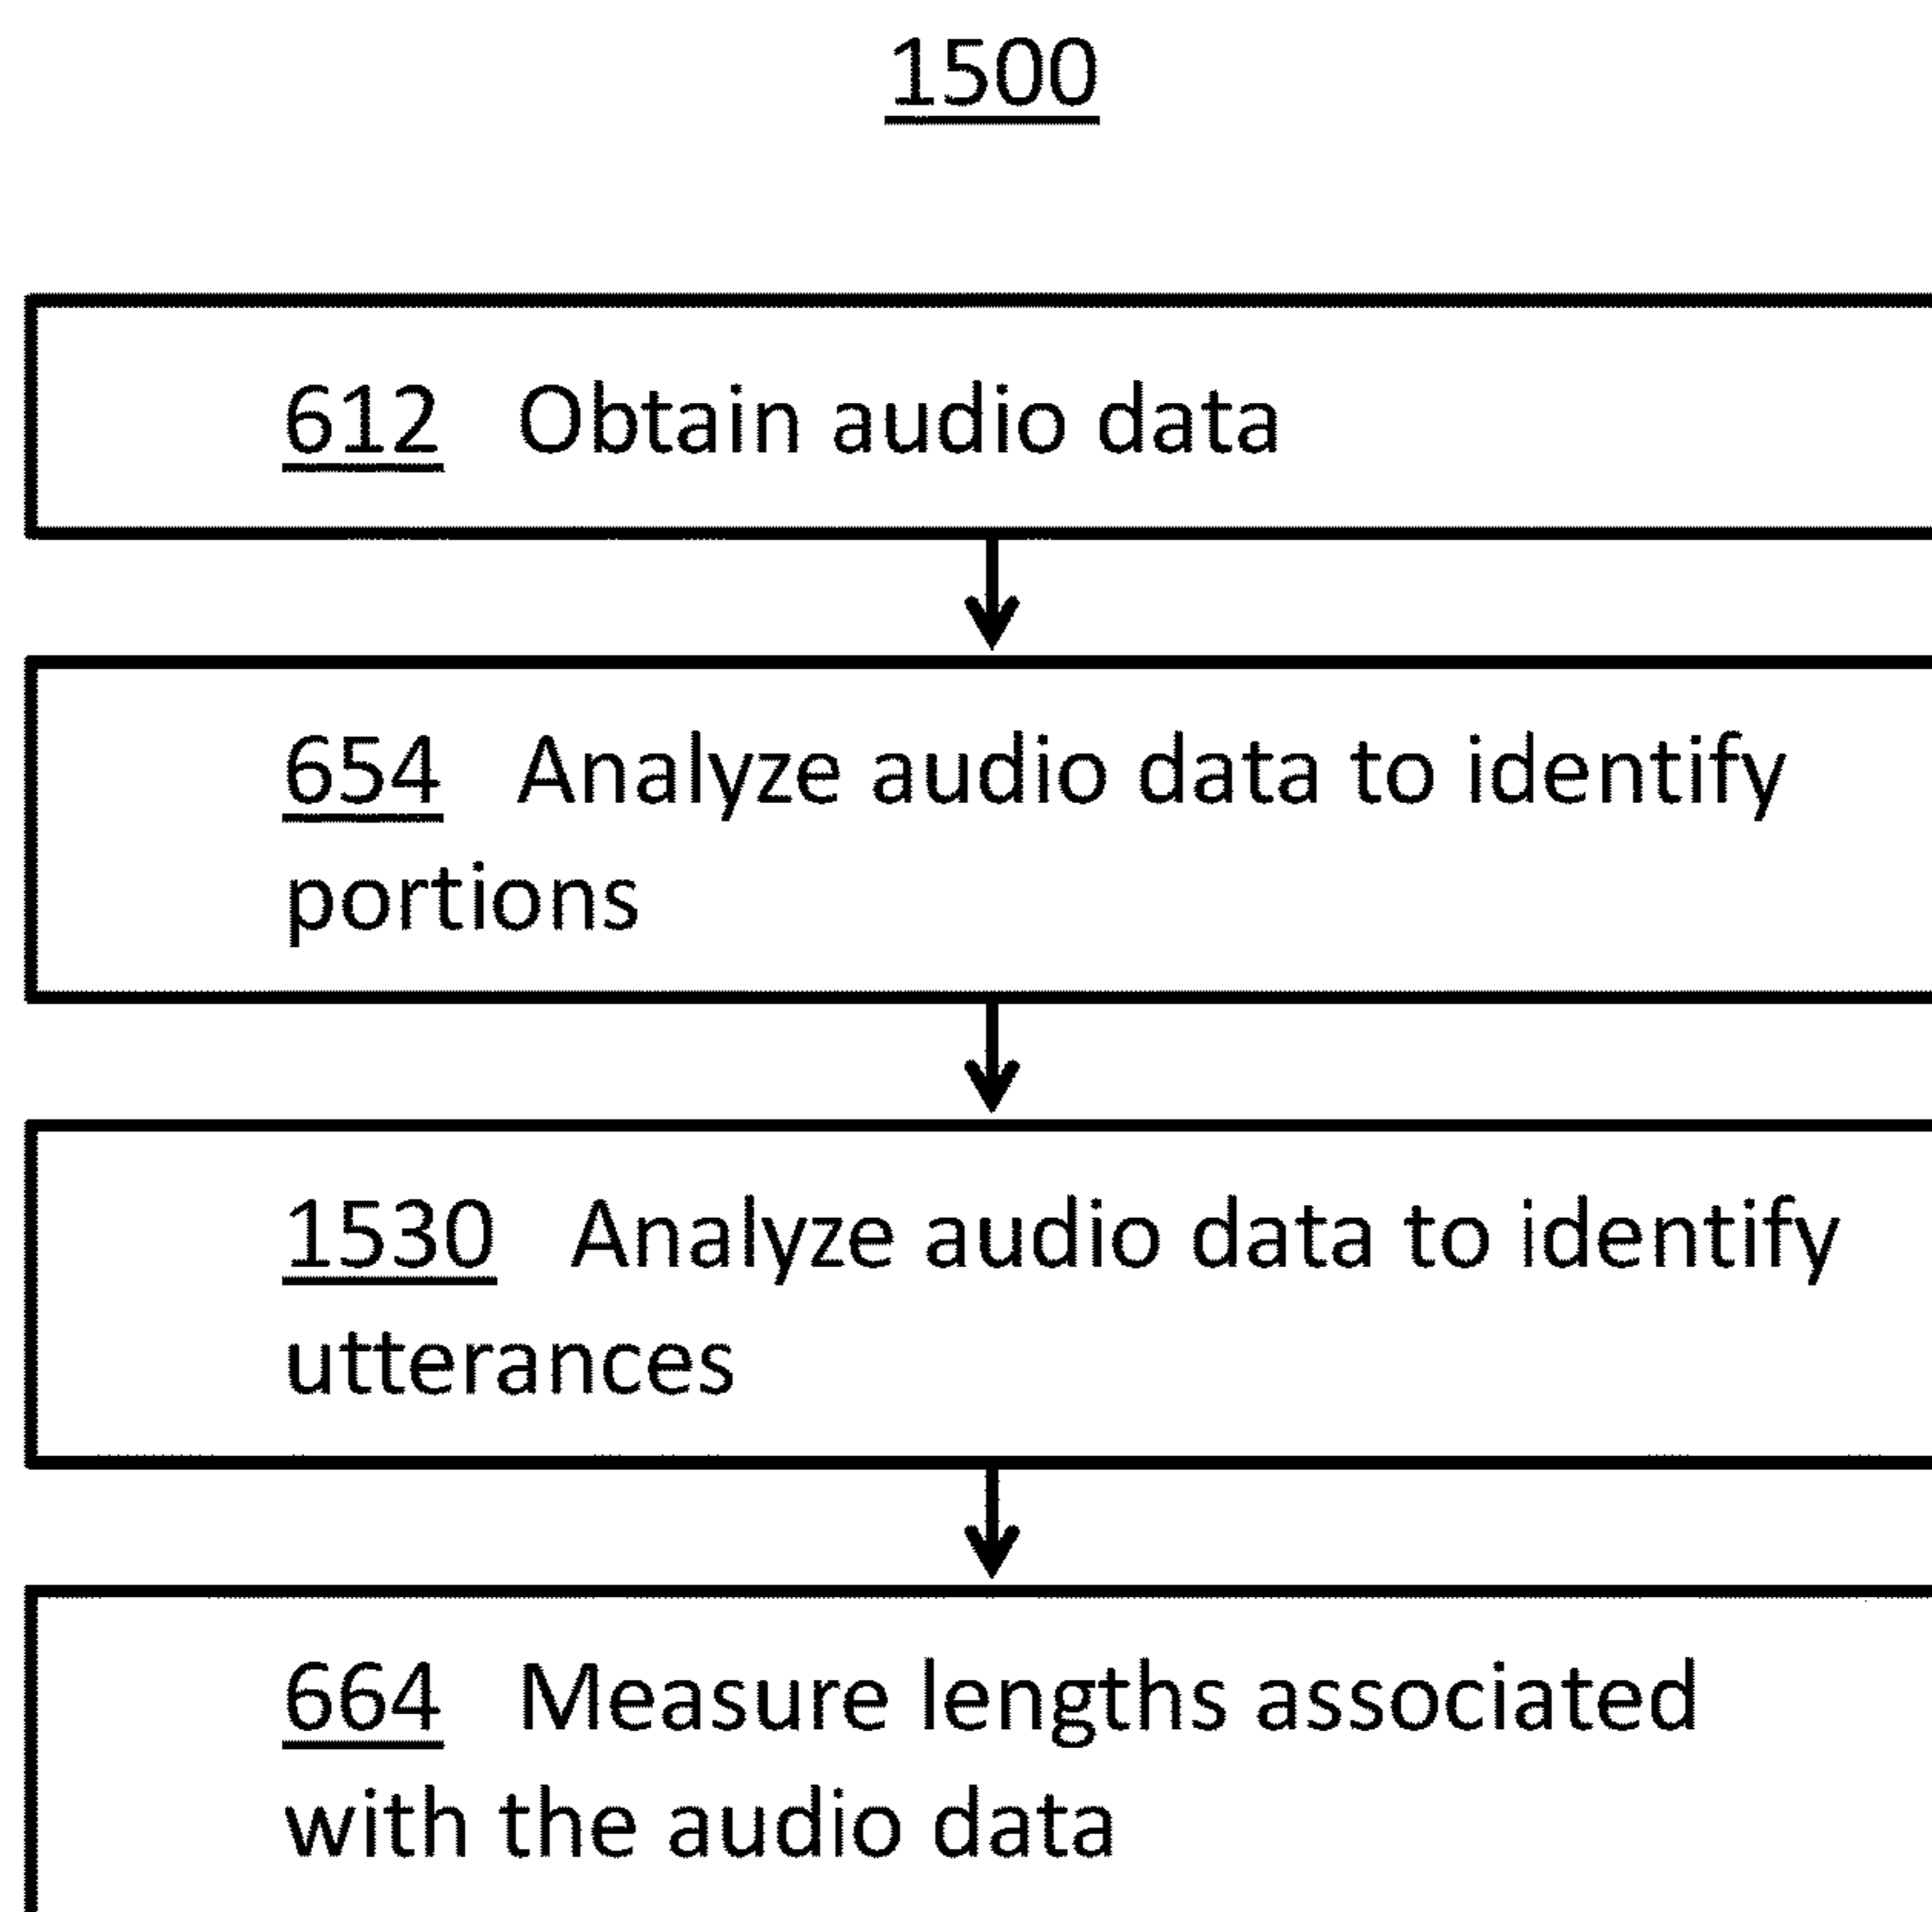 1500
612 Obtain audio data
654 Analyze audio data to identify
portions
1530 Analyze audio data to identify
utterances
664 Measure lengths associated
with the audio data